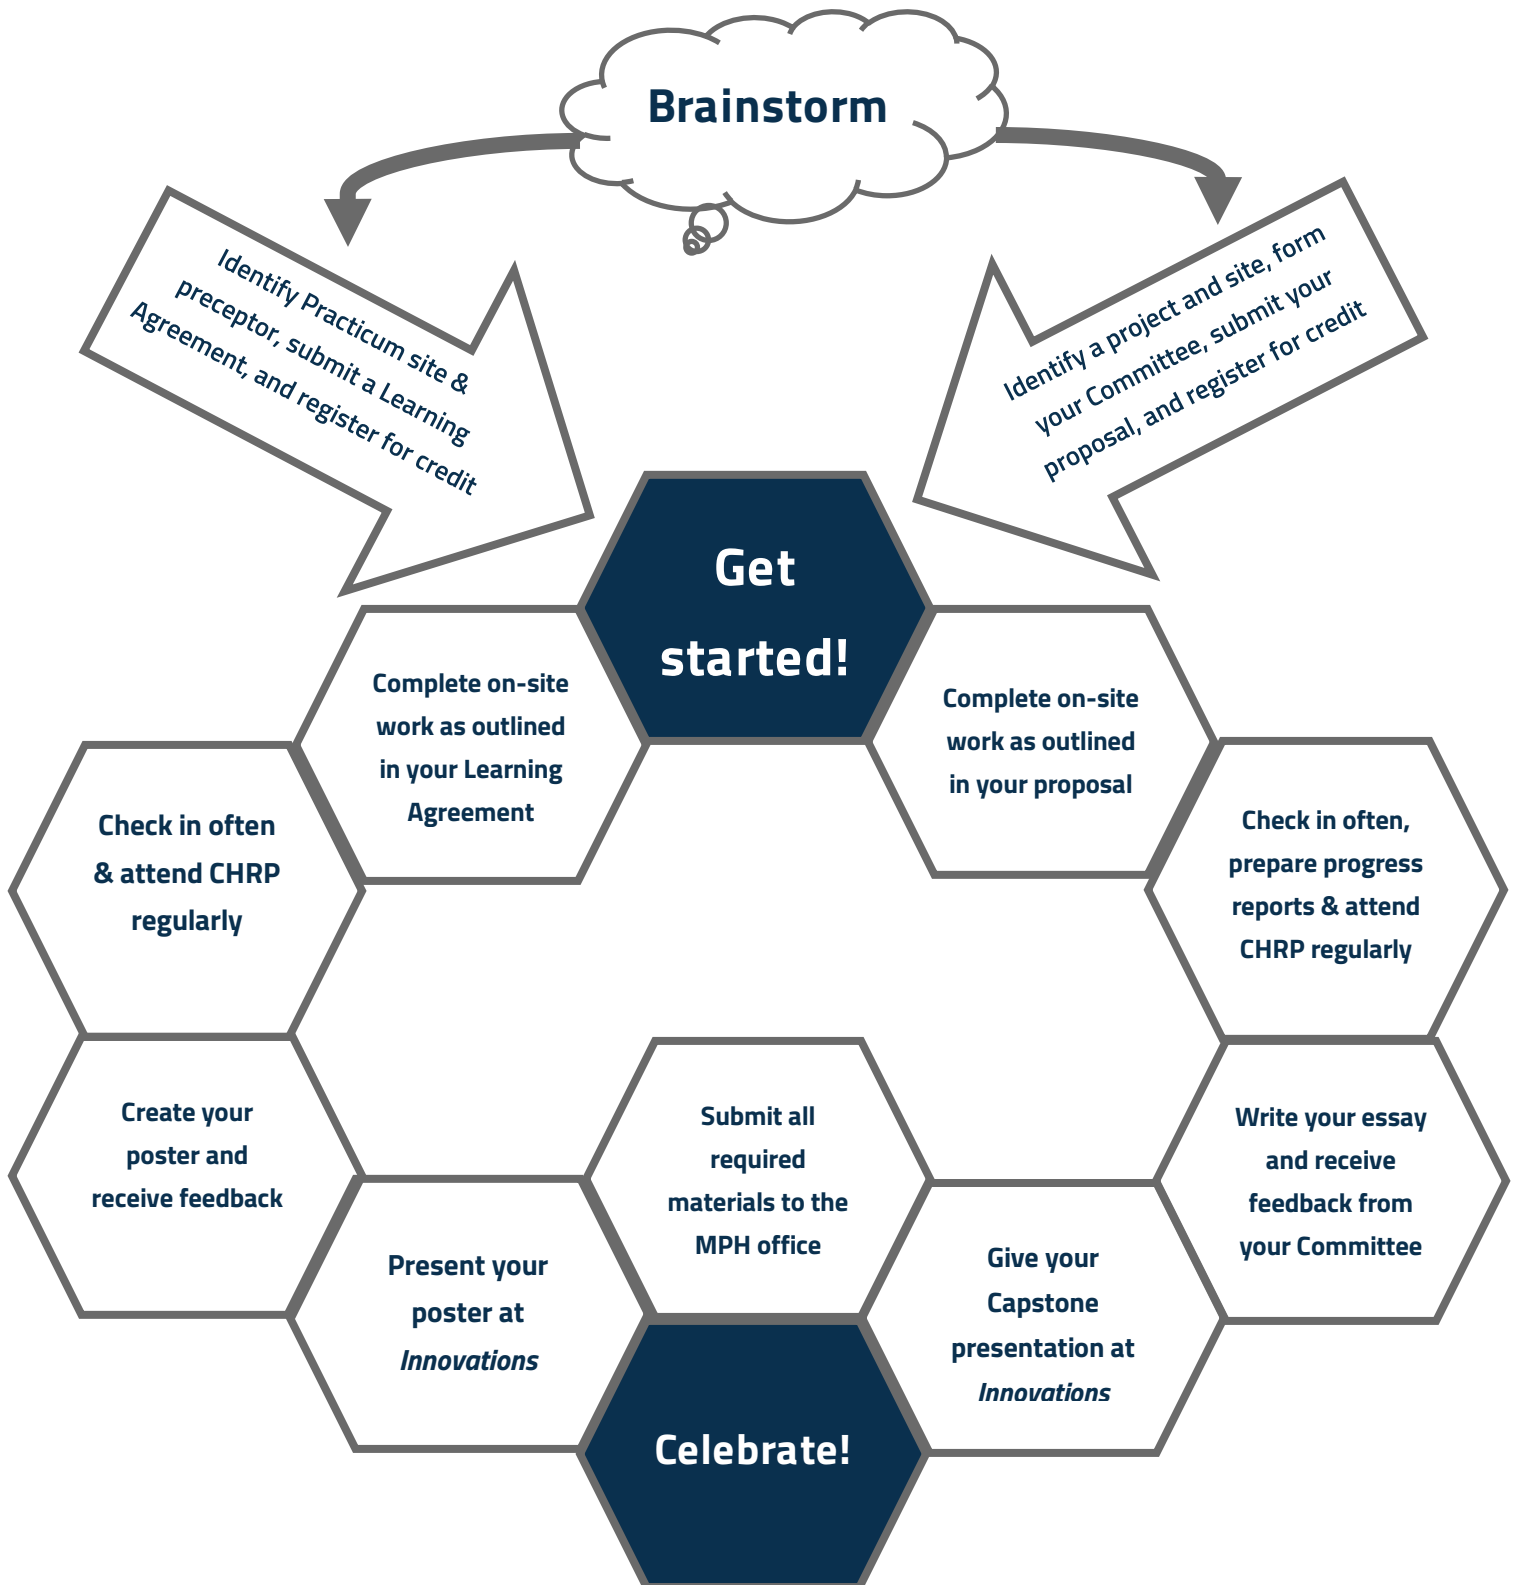 Brainstorm
Identify Practicum site &
preceptor, submit a Learning
Agreement, and register for credit
Identify a project and site, form
your Committee, submit your
proposal, and register for credit
Get
started!
Complete on-site
work as outlined
in your Learning
Agreement
Complete on-site
work as outlined
in your proposal
Check in often
& attend CHRP
regularly
Check in often,
prepare progress
reports & attend
CHRP regularly
Create your
poster and
receive feedback
Submit all
required
materials to the
MPH office
Write your essay
and receive
feedback from
your Committee
Present your
poster at
Innovations
Give your
Capstone
presentation at
Innovations
Celebrate!